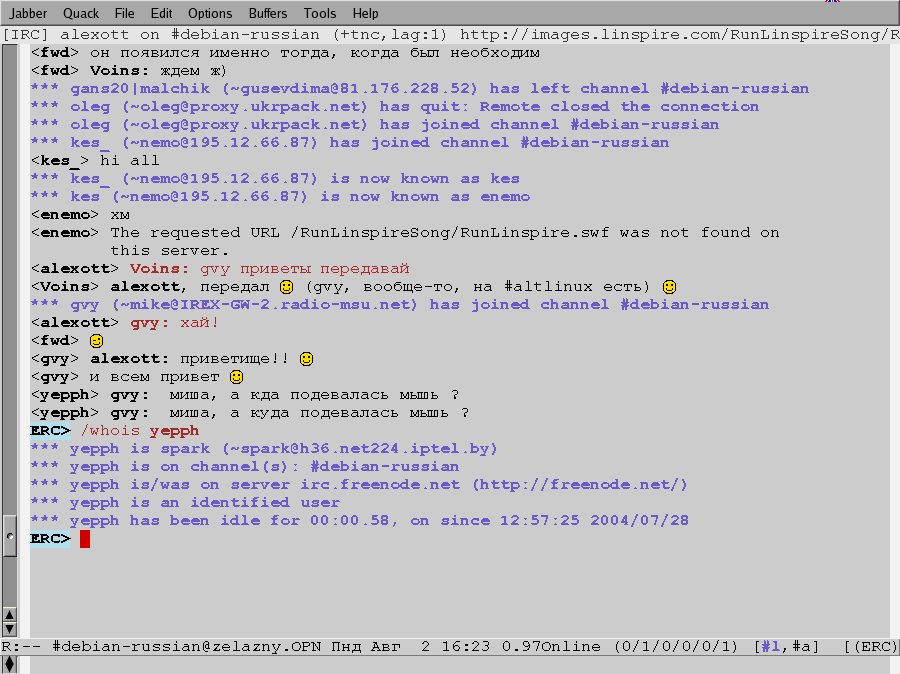 Jabber Quack File Edit Options Buffers Tools Help
[IRC] alexott on #debian-russian (+tnc,lag:1) http://images.linspire.com/RunLinspireSong/R
<fwd> он появился именно тогда, когда был необходим
<fwd> Voins: ждем ж)
*** gans20|malchik (~gusevdima@81.176.228.52) has left channel #debian-russian
*** oleg (~oleg@proxy.ukrpack.net) has quit: Remote closed the connection
*** oleg (~oleg@proxy.ukrpack.net) has joined channel #debian-russian
*** kes_ (~nemo@195.12.66.87) has joined channel #debian-russian
<kes_> hi all
*** kes_ (~nemo@195.12.66.87) is now known as kes
*** kes (~nemo@195.12.66.87) is now known as enemo
<enemo> хм
<enemo> The requested URL /RunLinspireSong/RunLinspire.swf was not found on
this server.
<alexott> Voins: gvy приветы передавай
<Voins> alexott, передал (gvy, вообще-то, на #altlinux есть)
*** gvy (~mike@IREX-GW-2.radio-msu.net) has joined channel #debian-russian
<alexott> gvy: хай!
<fwd>
<gvy> alexott: приветище!!
<gvy> и всем привет
<yepph> gvy: миша, а кда подевалась мышь ?
<yepph> gvy: миша, а куда подевалась мышь ?
ERC> /whois yepph
*** yepph is spark (~spark@h36.net224.iptel.by)
*** yepph is on channel(s): #debian-russian
*** yepph is/was on server irc.freenode.net (http://freenode.net/)
*** yepph is an identified user
*** yepph has been idle for 00:00.58, on since 12:57:25 2004/07/28
ERC>
R:-- #debian-russian@zelazny.OPN Пнд Авг 2 16:23 0.97Online (0/1/0/0/0/1) [#l,#a] [(ERC)